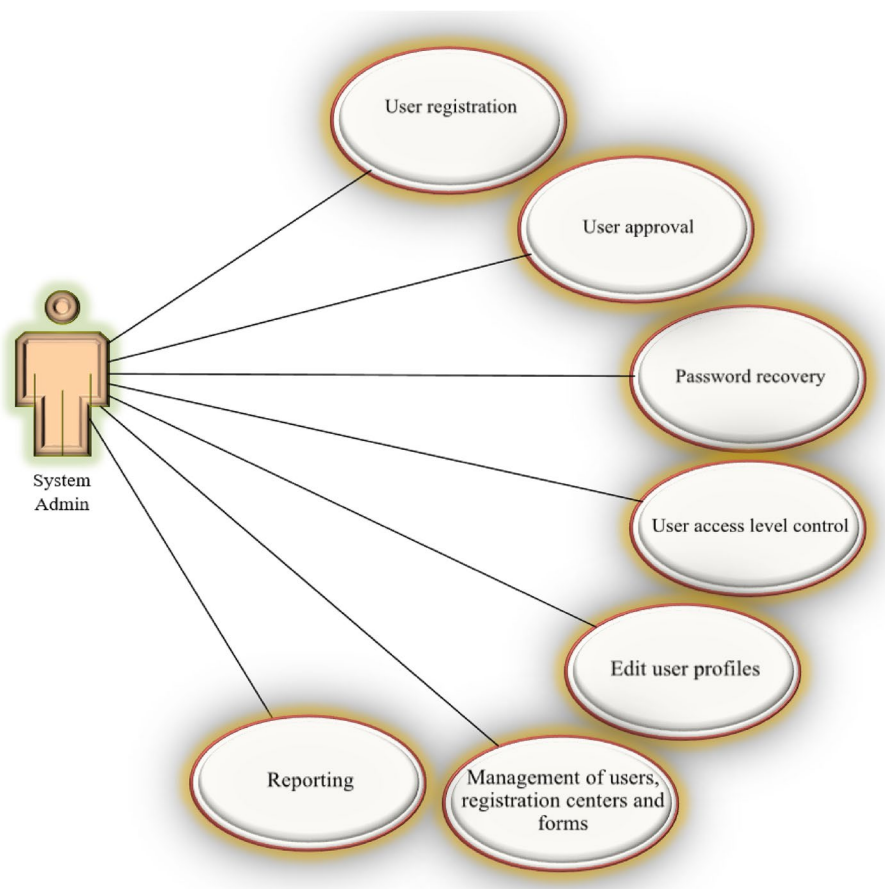 User registration
User approval
Password recovery
System
Admin
User access level control
Edit user profiles
Reporting
Management of users,
registration centers and
forms